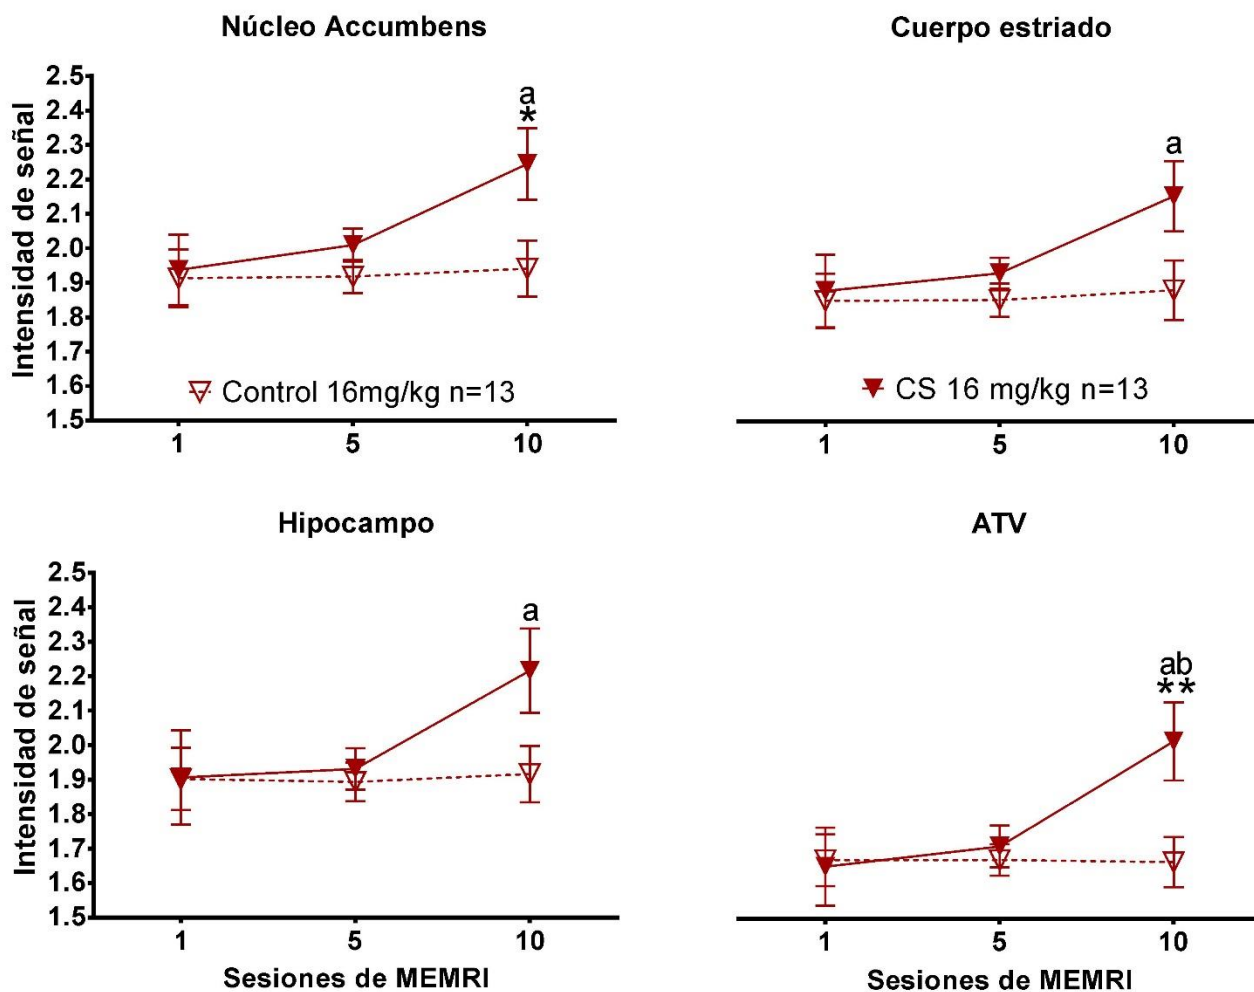 Núcleo Accumbens
Intensidad de señal
2.5
2.4
2.3
2.2
2.1
2.0
1.9
1.8
1.7
1.6
1.5
a
*
Control 16mg/kg n=13
1 5 10
Cuerpo estriado
a
CS 16 mg/kg n=13
1 5 10
Hipocampo
Intensidad de señal
2.5
2.4
2.3
2.2
2.1
2.0
1.9
1.8
1.7
1.6
1.5
a
1 5 10
Sesiones de MEMRI
ATV
ab
**
1 5 10
Sesiones de MEMRI